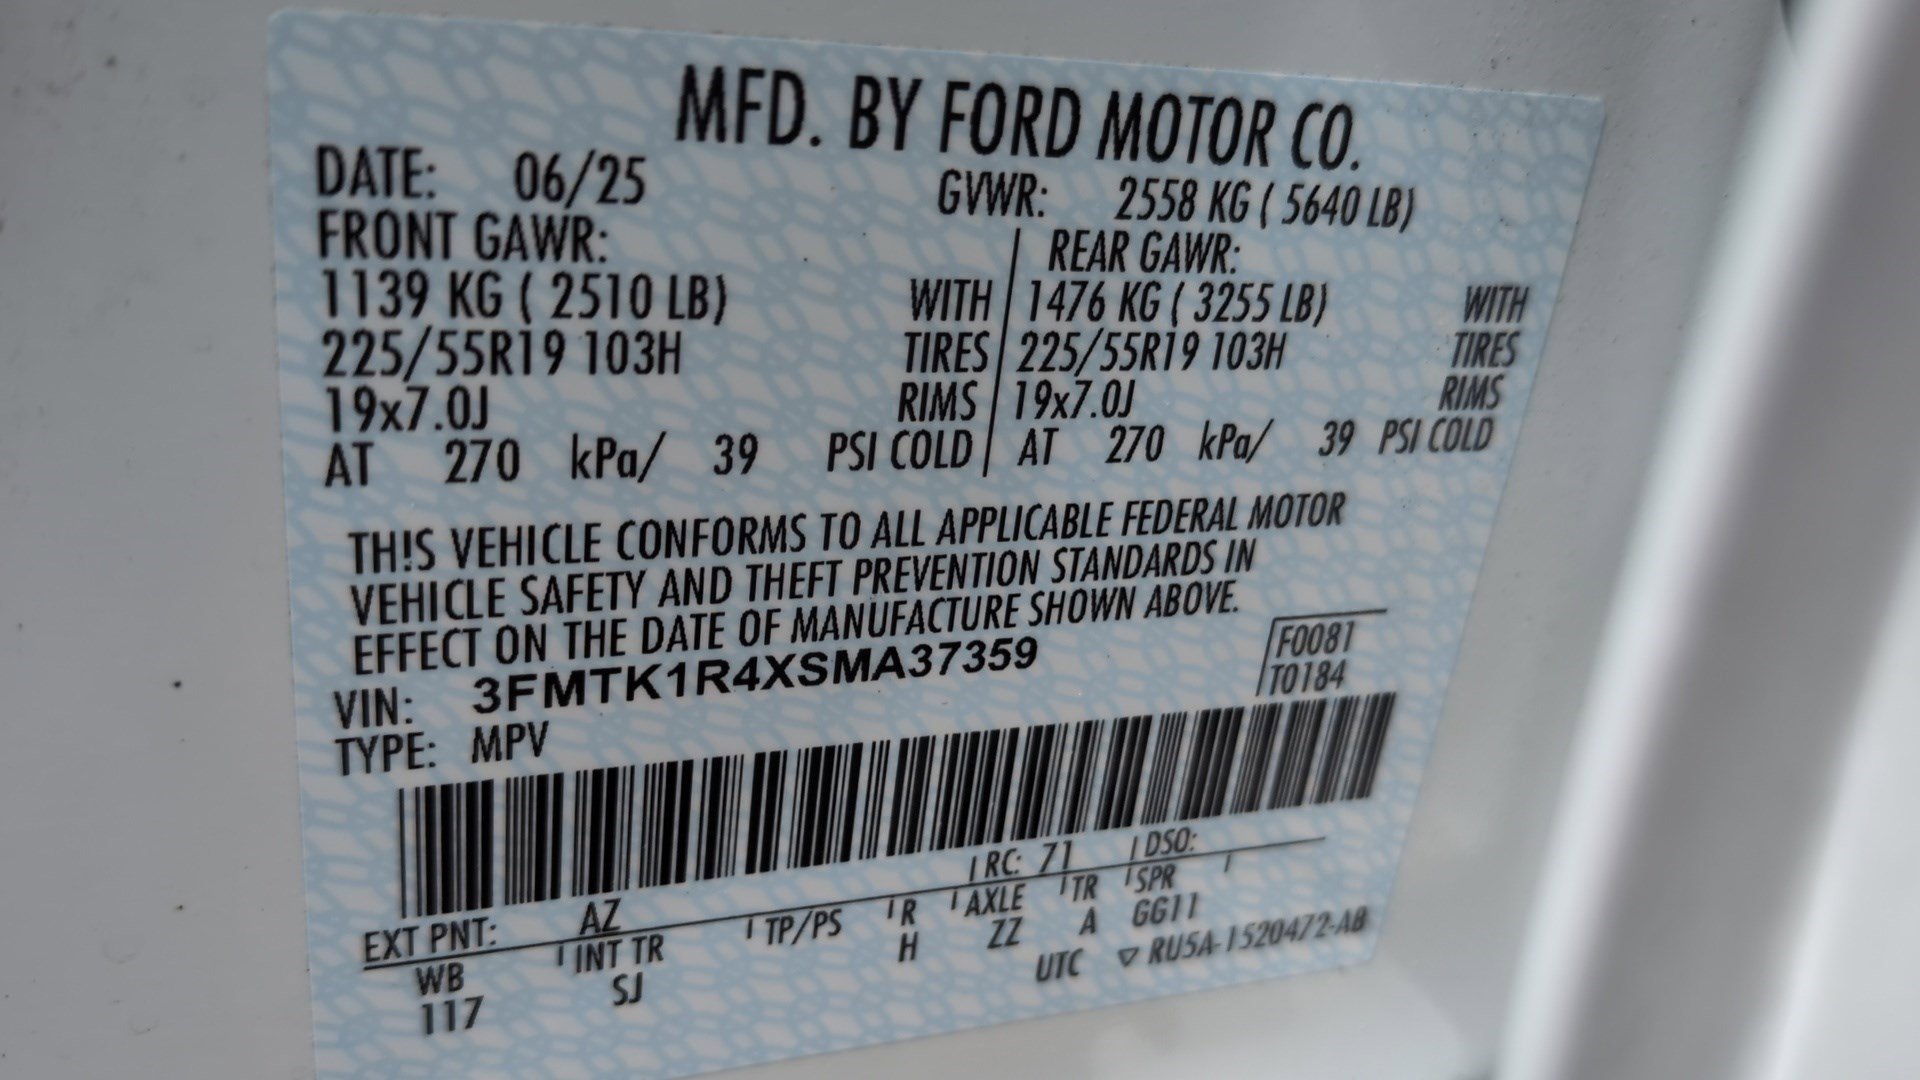 MFD. BY FORD MOTOR CO.
DATE: 06/25 GVWR: 2558 KG ( 5640 LB)
FRONT GAWR: REAR GAWR:
1139 KG ( 2510 LB) WITH 1476 KG ( 3255 LB) WITH
225/55R19 103H TIRES 225/55R19 103H TIRES
19x7.0J RIMS 19x7.0J RIMS
AT 270 kPa/ 39 PSI COLD AT 270 kPa/ 39 PSI COLD
TH!S VEHICLE CONFORMS TO ALL APPLICABLE FEDERAL MOTOR
VEHICLE SAFETY AND THEFT PREVENTION STANDARDS IN
EFFECT ON THE DATE OF MANUFACTURE SHOWN ABOVE.
VIN: 3FMTK1R4XSMA37359 F0081
TYPE: MPV T0184
EXT PNT: AZ RC: 71 DSO:
WB INT TR TP/PS R AXLE TR SPR
117 SJ H ZZ A GG11
UTC ▽ RU5A-1520472-AB